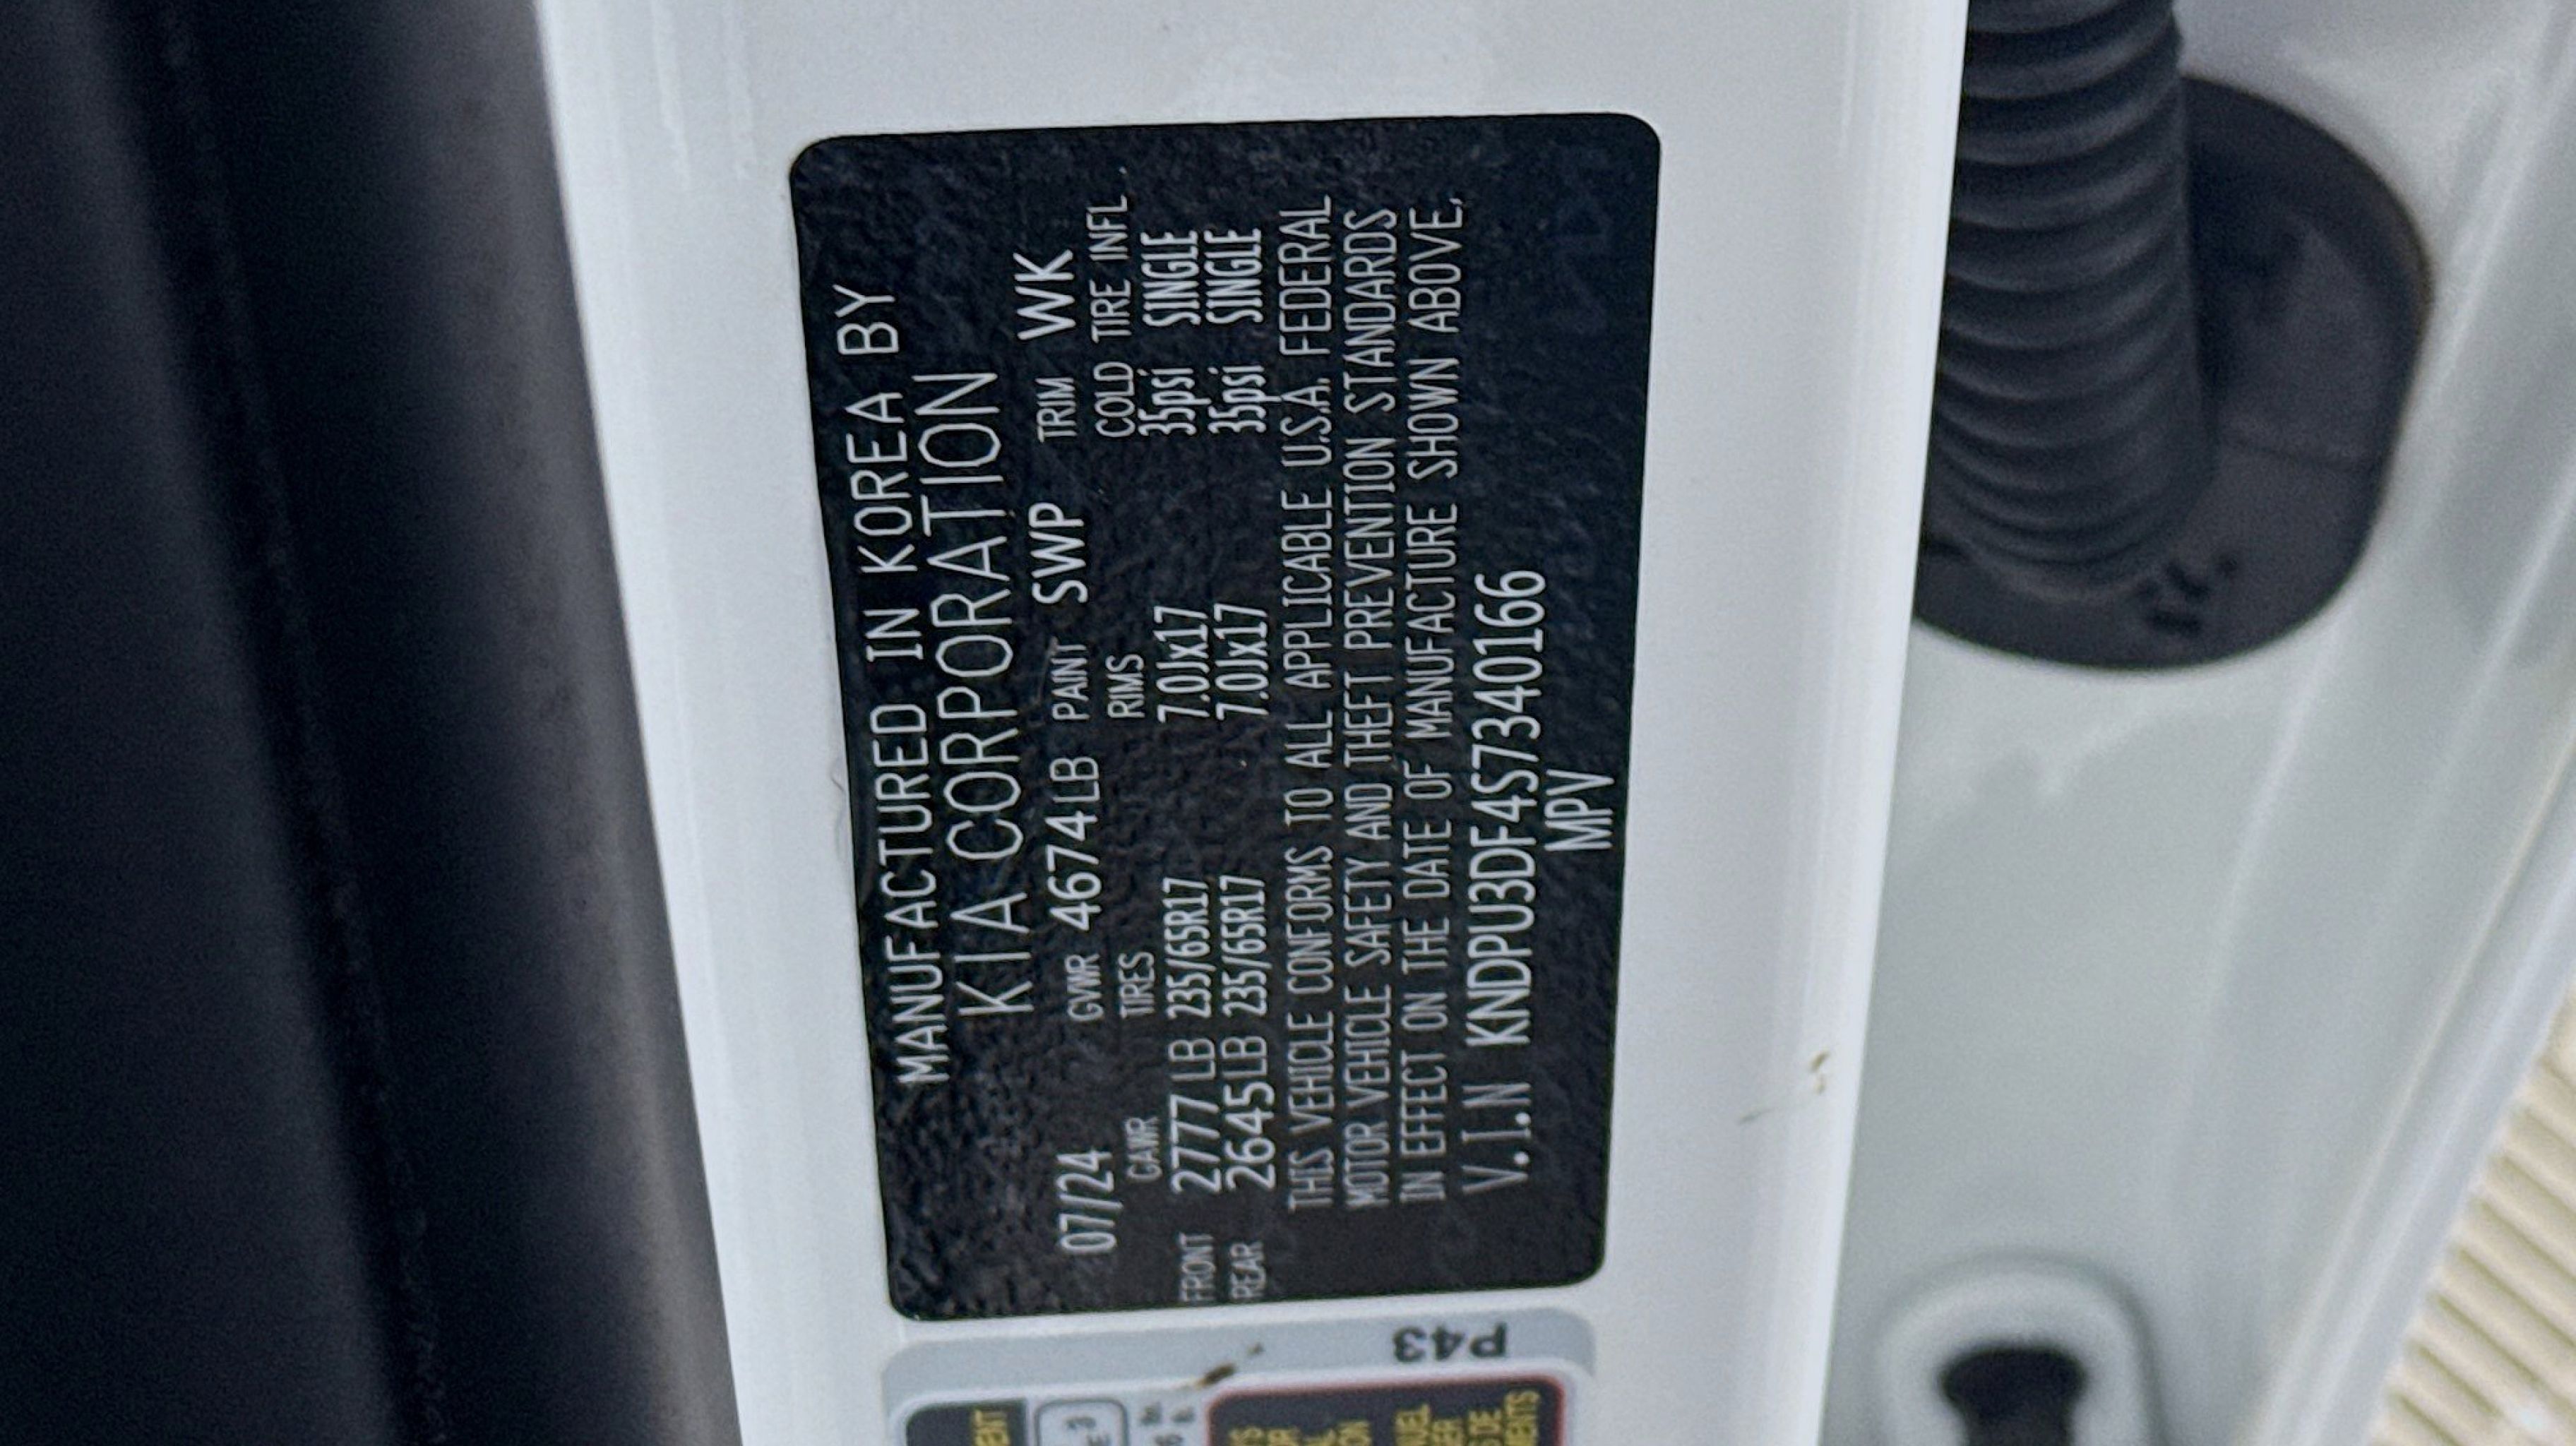 MANUFACTURED IN KOREA BY
KIA CORPORATION
07/24 GVWR 4674LB PAINT SWP TRIM WK
GAWR TIRES RIMS COLD TIRE INFL.
FRONT 2777LB 235/65R17 7.0Jx17 35psi SINGLE
REAR 2645LB 235/65R17 7.0Jx17 35psi SINGLE
THIS VEHICLE CONFORMS TO ALL APPLICABLE U.S.A. FEDERAL
MOTOR VEHICLE SAFETY AND THEFT PREVENTION STANDARDS
IN EFFECT ON THE DATE OF MANUFACTURE SHOWN ABOVE.
V.I.N KNDPU3DF4S7340166
MPV
P43